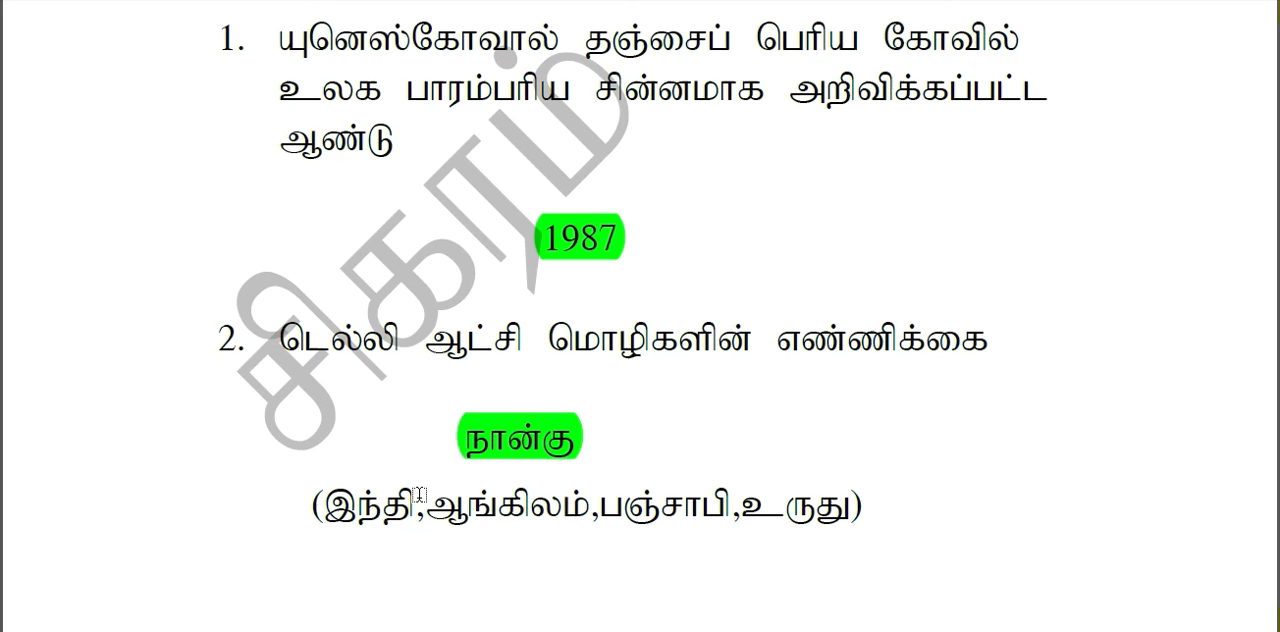 1. யுனெஸ்கோவால் தஞ்சைப் பெரிய கோவில்
உலக பாரம்பரிய சின்னமாக அறிவிக்கப்பட்ட
ஆண்டு
1987
2. டெல்லி ஆட்சி மொழிகளின் எண்ணிக்கை
நான்கு
(இந்தி,ஆங்கிலம்,பஞ்சாபி,உருது)
சிகரம்